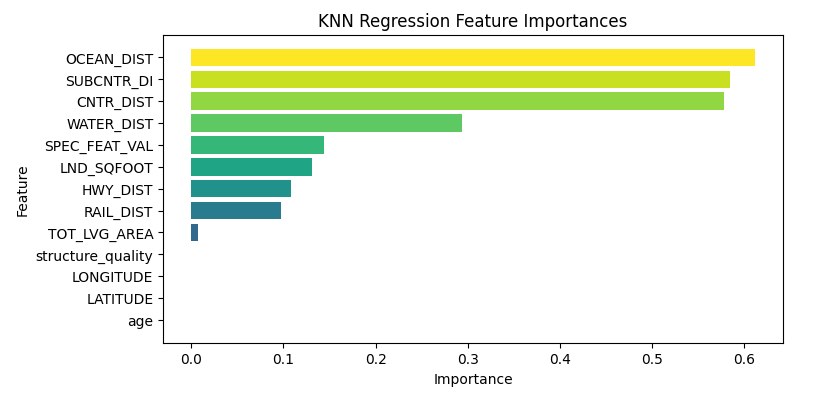 KNN Regression Feature Importances
OCEAN_DIST
SUBCNTR_DI
CNTR_DIST
WATER_DIST
SPEC_FEAT_VAL
LND_SQFOOT
HWY_DIST
RAIL_DIST
TOT_LVG_AREA
structure_quality
LONGITUDE
LATITUDE
age
Feature
0.0 0.1 0.2 0.3 0.4 0.5 0.6
Importance